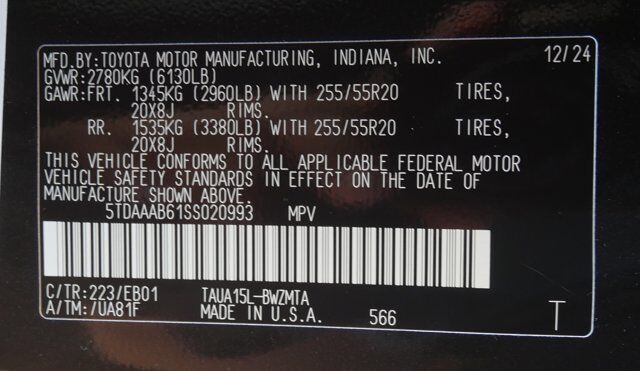 MFD.BY:TOYOTA MOTOR MANUFACTURING, INDIANA, INC. 12/24
GVWR:2780KG (6130LB)
GAWR:FRT. 1345KG (2960LB) WITH 255/55R20 TIRES,
20X8J RIMS.
RR. 1535KG (3380LB) WITH 255/55R20 TIRES,
20X8J RIMS.
THIS VEHICLE CONFORMS TO ALL APPLICABLE FEDERAL MOTOR
VEHICLE SAFETY STANDARDS IN EFFECT ON THE DATE OF
MANUFACTURE SHOWN ABOVE.
5TDAAAB61SS020993 MPV
C/TR:223/EB01 TAUA15L-BWZMTA
A/TM:/UA81F MADE IN U.S.A. 566 T